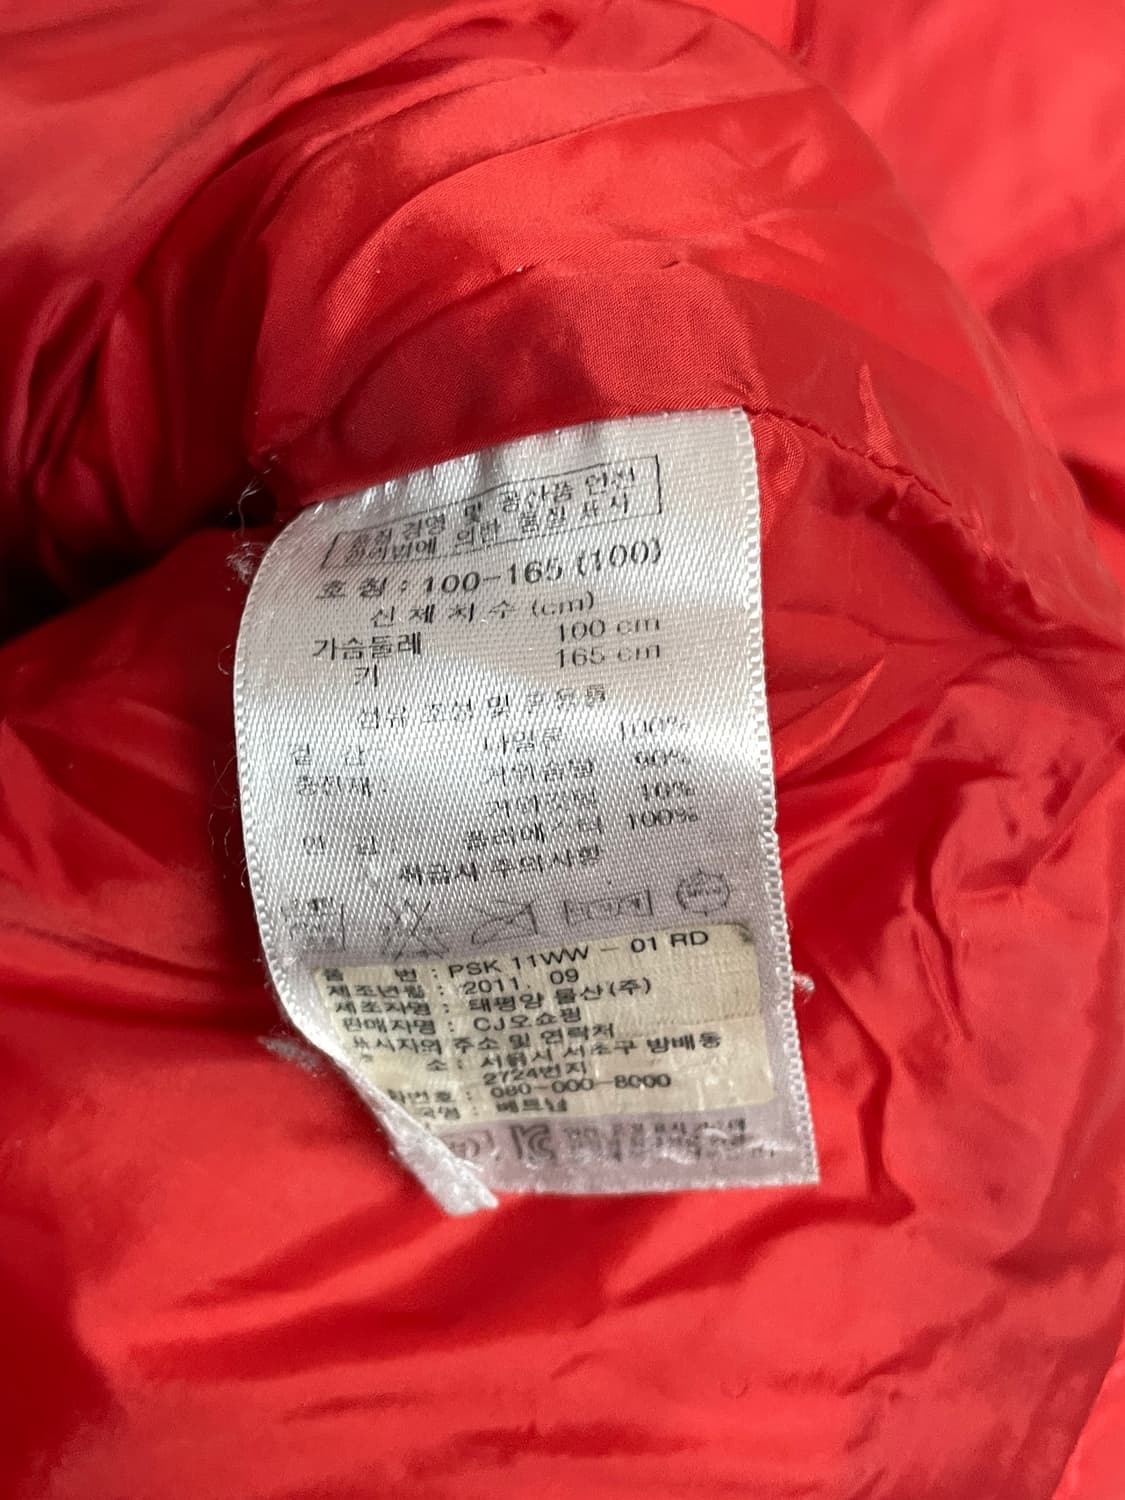 품질경영 및 공산품 안전
관리법에 의한 품질 표시
호칭 : 100-165 (100)
신체치수 (cm)
가슴둘레 100 cm
키 165 cm
섬유 조성 및 혼용률
겉 감 : 나일론 100%
충전재 : 거위솜털 90%
거위깃털 10%
안 감 폴리에스터 100%
취급시 주의사항
품 번 : PSK 11WW - 01 RD
제조년월 : 2011. 09
제조자명 : 태평양 물산(주)
판매자명 : CJ오쇼핑
표시자의 주소 및 연락처
소 : 서울시 서초구 방배동
2724번지
화번호 : 080-000-8000
국명 : 베트남